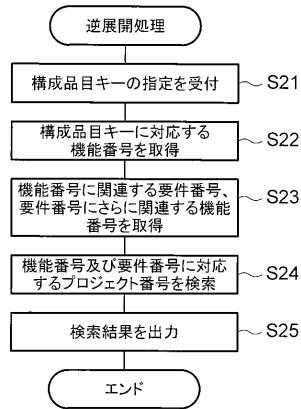 逆展開処理
構成品目キーの指定を受付
S21
構成品目キーに対応する
機能番号を取得
S22
機能番号に関連する要件番号、
要件番号にさらに関連する機能
番号を取得
S23
機能番号及び要件番号に対応
するプロジェクト番号を検索
S24
検索結果を出力
S25
エンド